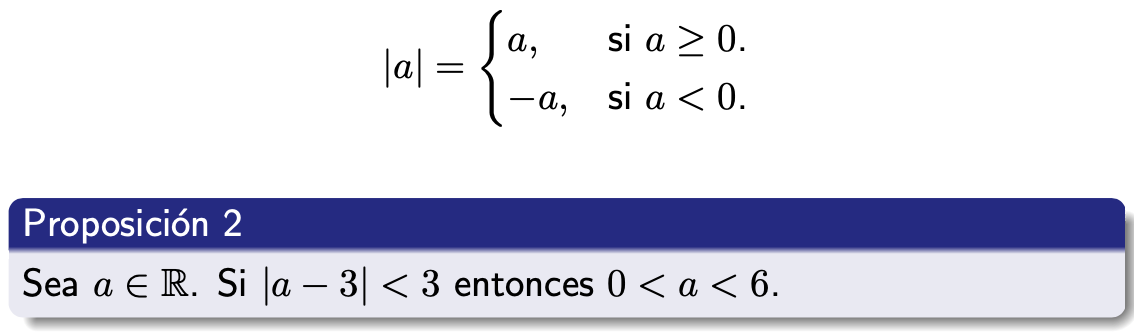 |a| = { a, si a ≥ 0.
−a, si a < 0.
Proposición 2
Sea a ∈ ℝ. Si |a − 3| < 3 entonces 0 < a < 6.